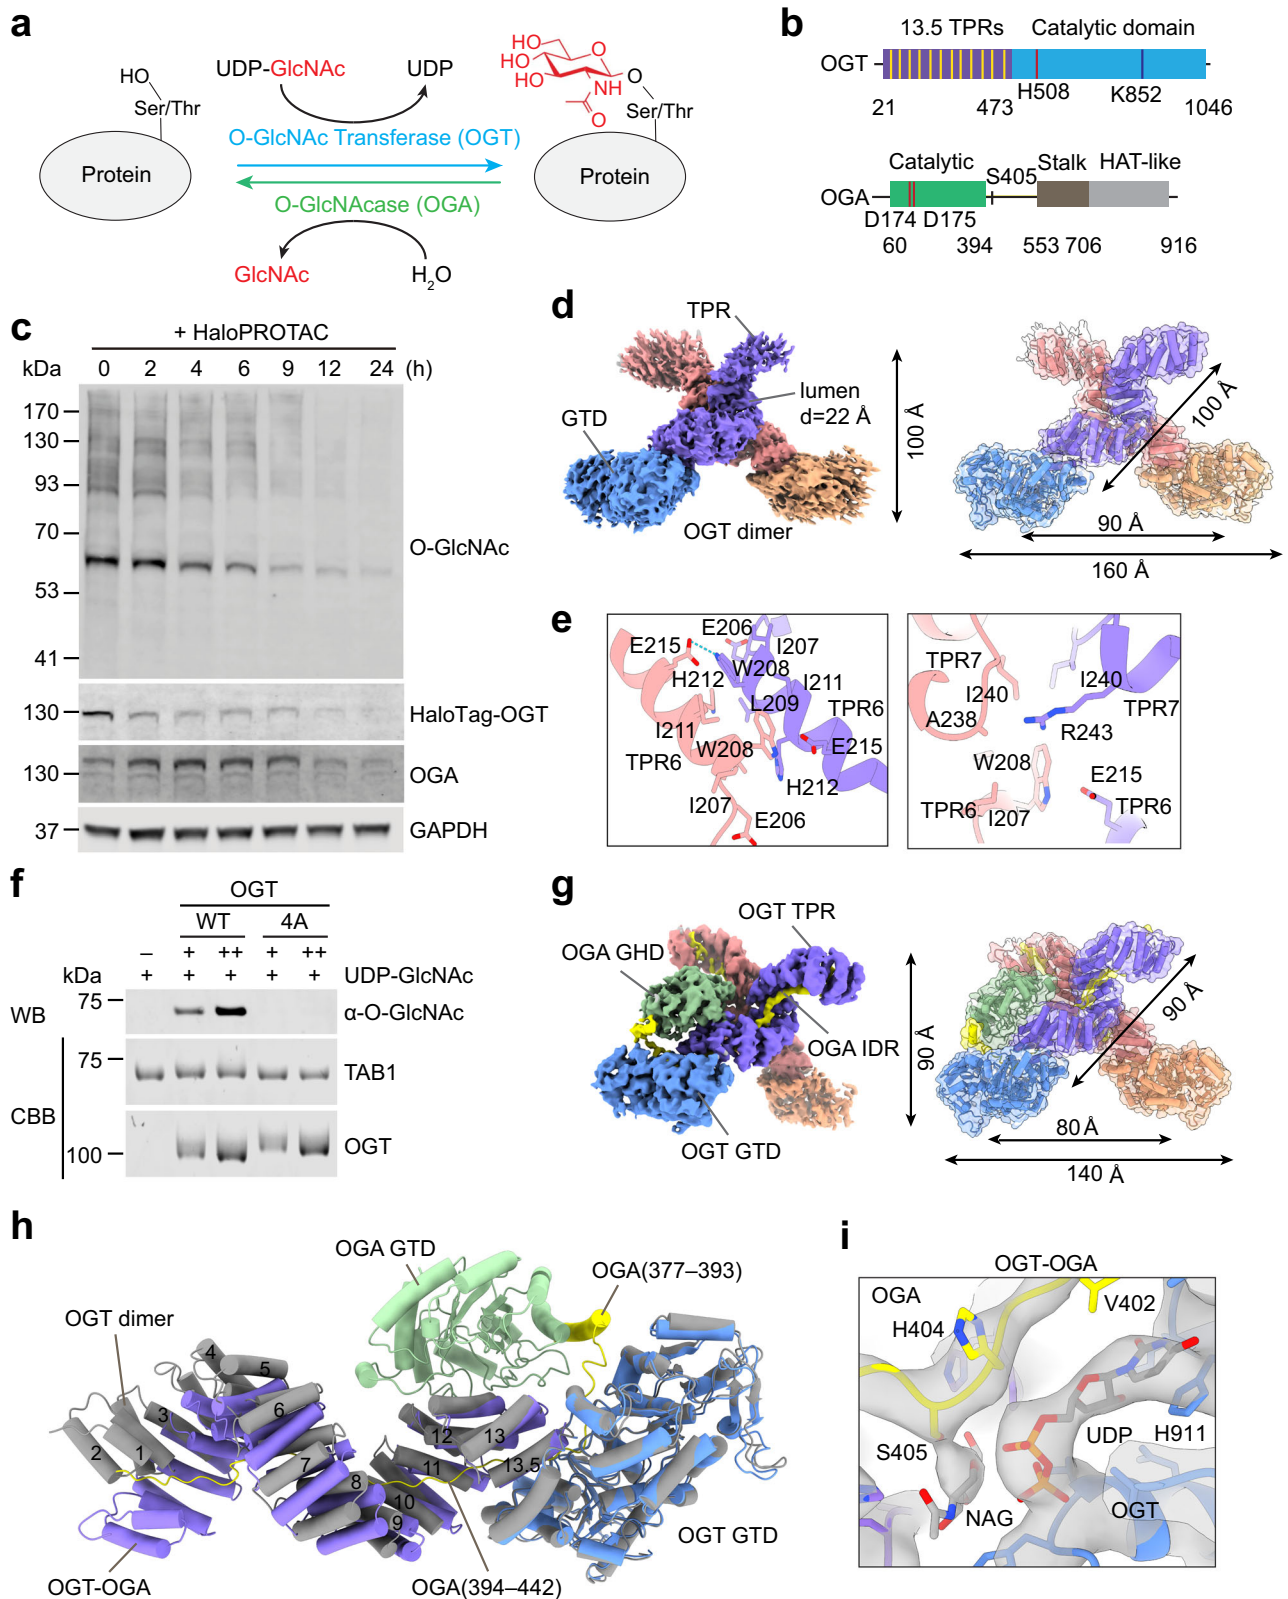 a
HO
Ser/Thr
Protein
UDP-GlcNAc
UDP
O-GlcNAc Transferase (OGT)
O-GlcNAcase (OGA)
GlcNAc
H2O
HO
HO
HO
O
O
NH
O
Ser/Thr
Protein
b
13.5 TPRs
Catalytic domain
OGT
H508
K852
21
473
1046
Catalytic
S405
Stalk
HAT-like
OGA
D174
D175
60
394
553
706
916
c
+ HaloPROTAC
kDa
0 2 4 6 9 12 24 (h)
170
130
93
70
53
41
O-GlcNAc
130
HaloTag-OGT
130
OGA
37
GAPDH
d
TPR
GTD
lumen
d=22 Å
OGT dimer
100 Å
100 Å
90 Å
160 Å
e
E206
E215
I207
W208
H212
I211
L209
TPR6
I211
W208
E215
TPR6
H212
I207
E206
TPR7
I240
I240
A238
TPR7
R243
W208
E215
TPR6
I207
TPR6
f
OGT
WT
4A
– + ++ + ++
kDa
+ + + + + UDP-GlcNAc
WB
75
α-O-GlcNAc
CBB
75
TAB1
100
OGT
g
OGT TPR
OGA GHD
OGA IDR
OGT GTD
90 Å
90 Å
80 Å
140 Å
h
OGA GTD
OGA(377–393)
OGT dimer
4
5
3
6
2
1
7
8
10
9
12
13
11
13.5
OGT GTD
OGT-OGA
OGA(394–442)
i
OGT-OGA
OGA
V402
H404
S405
UDP
H911
NAG
OGT